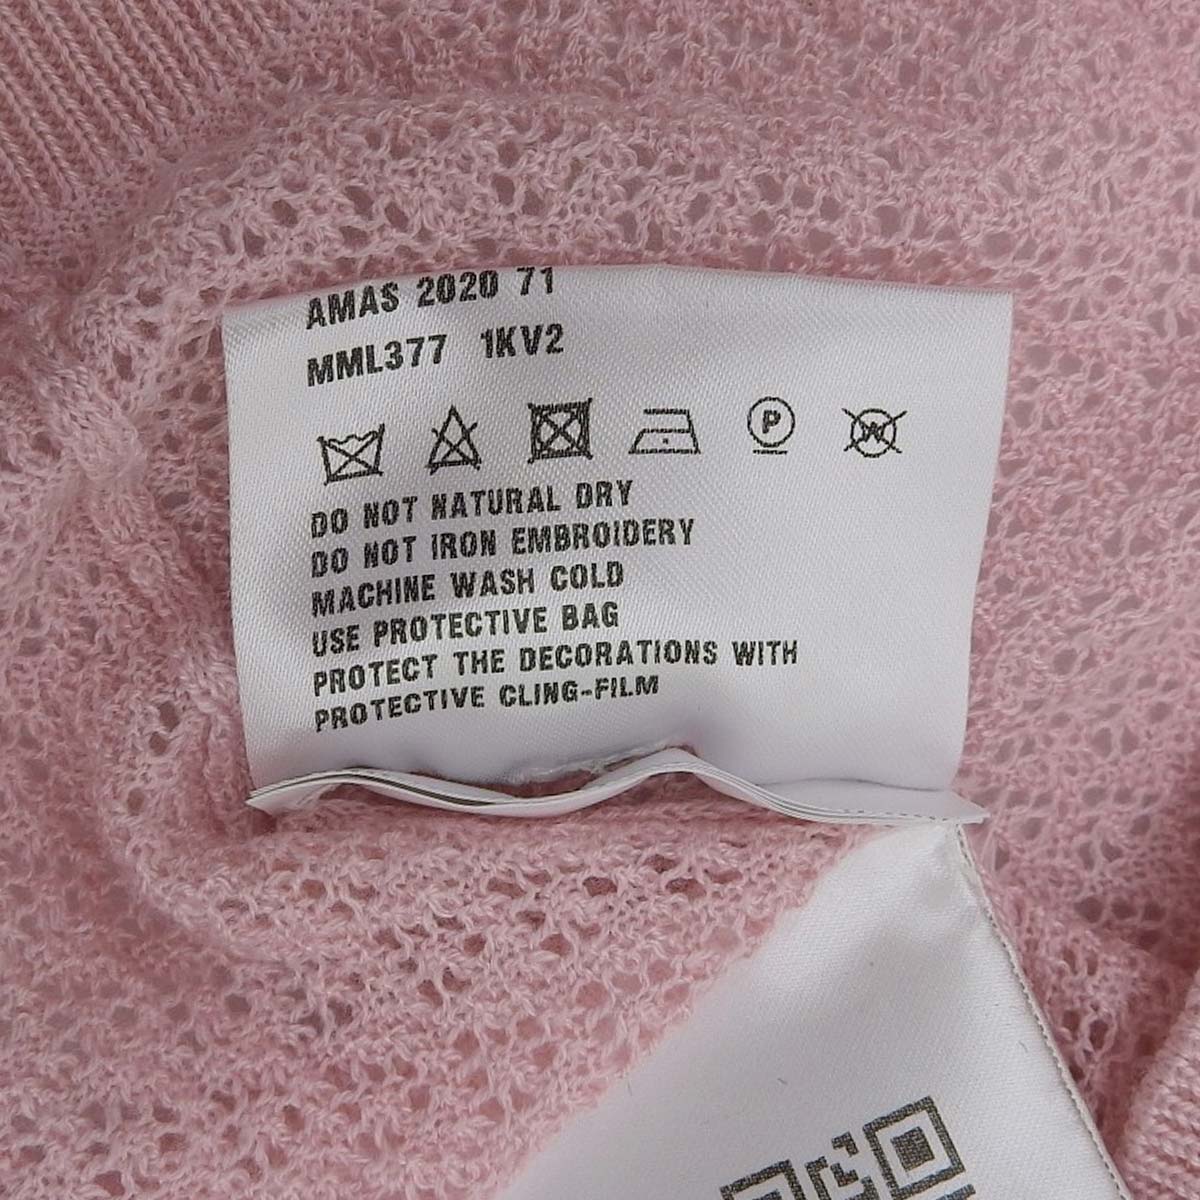 AMAS 2020 71
MML377 1KV2
P W
DO NOT NATURAL DRY
DO NOT IRON EMBROIDERY
MACHINE WASH COLD
USE PROTECTIVE BAG
PROTECT THE DECORATIONS WITH
PROTECTIVE CLING-FILM